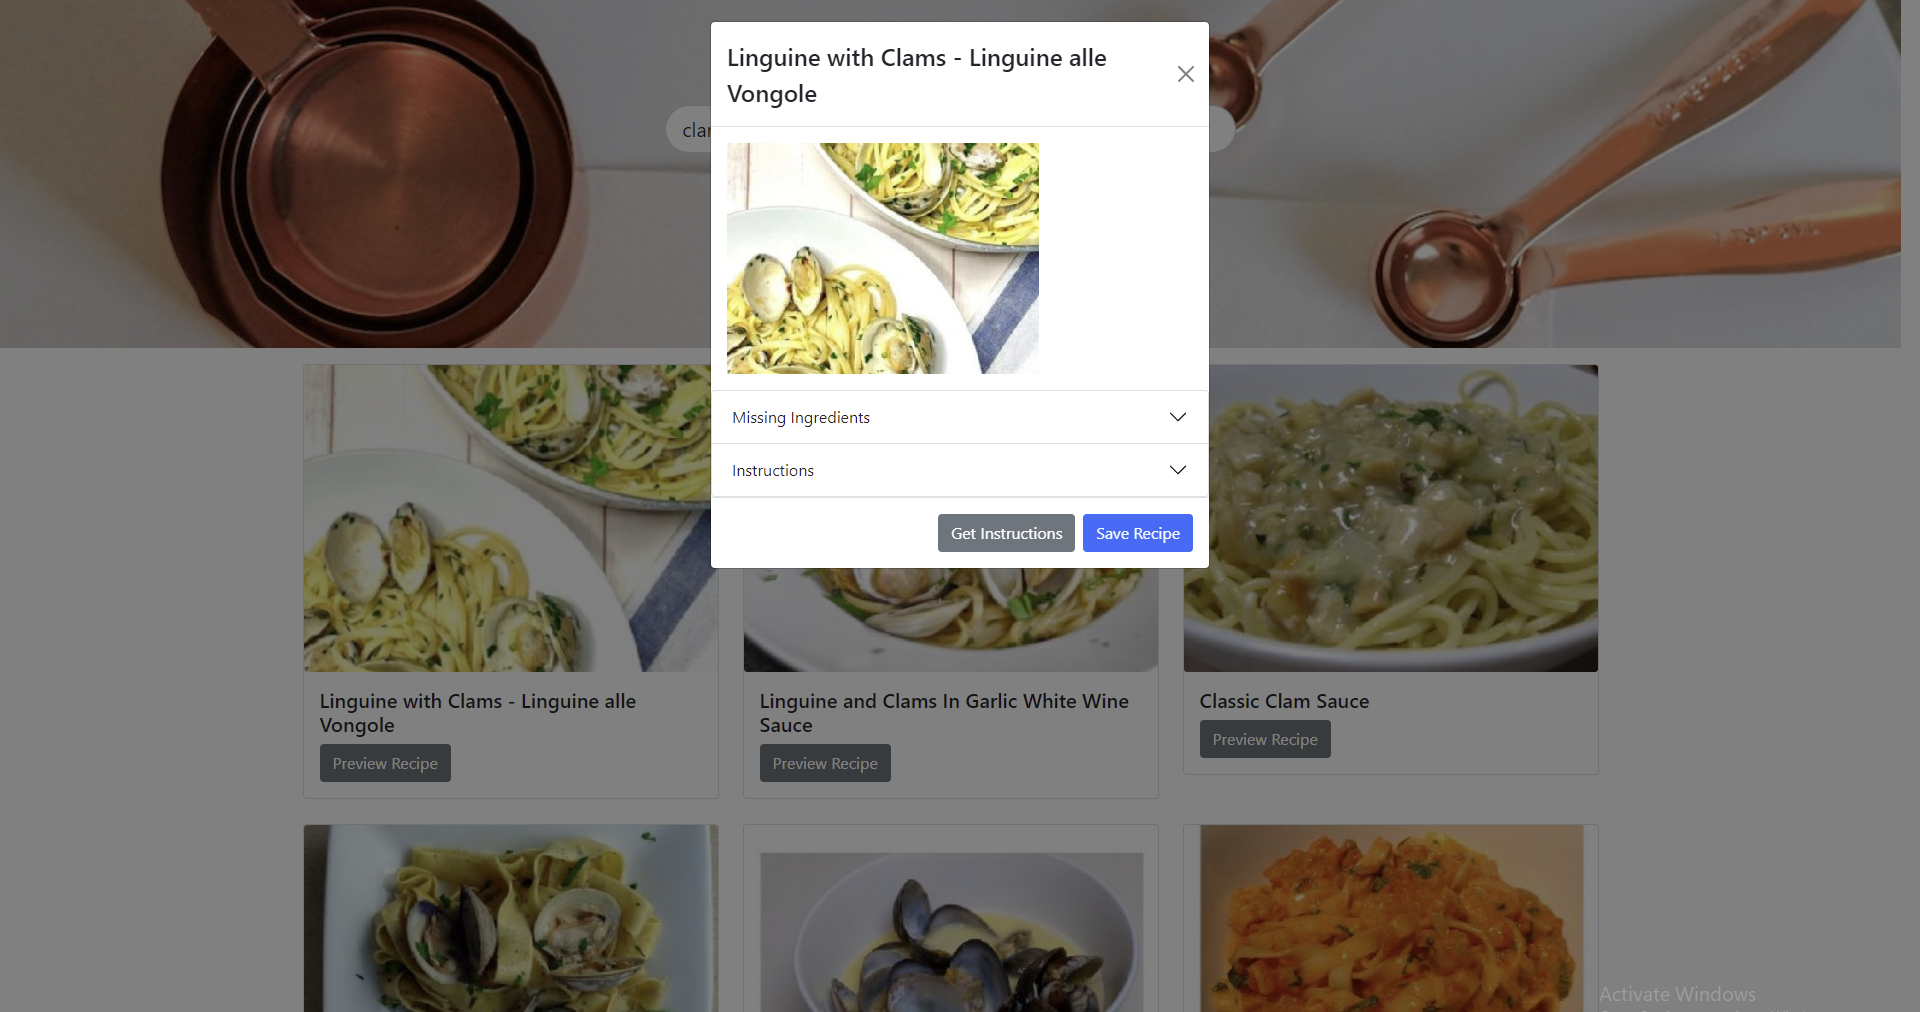 Linguine with Clams - Linguine alle
Vongole
clar
Missing Ingredients
Instructions
Get Instructions
Save Recipe
Linguine with Clams - Linguine alle
Vongole
Preview Recipe
Linguine and Clams In Garlic White Wine
Sauce
Preview Recipe
Classic Clam Sauce
Preview Recipe
Activate Windows